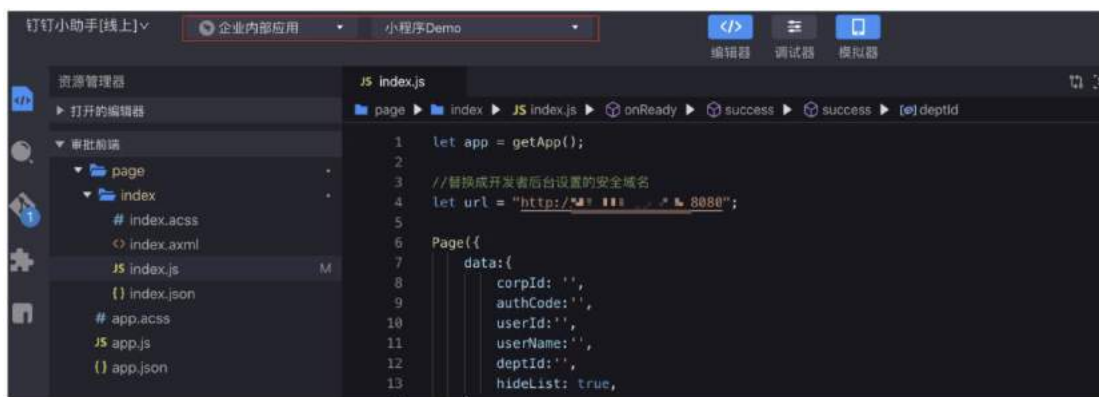 钉钉小助手[线上] 企业内部应用 小程序Demo
编辑器 调试器 模拟器
资源管理器
打开的编辑器
审批前端
page
index
# index.acss
<> index.axml
JS index.js M
{} index.json
# app.acss
JS app.js
{} app.json
1
JS index.js
page index JS index.js onReady success success deptId
1 let app = getApp();
2
3 //替换成开发者后台设置的安全域名
4 let url = "http:/ 8080";
5
6 Page({
7 data:{
8 corpId: '',
9 authCode:'',
10 userId:'',
11 userName:'',
12 deptId:'',
13 hideList: true,